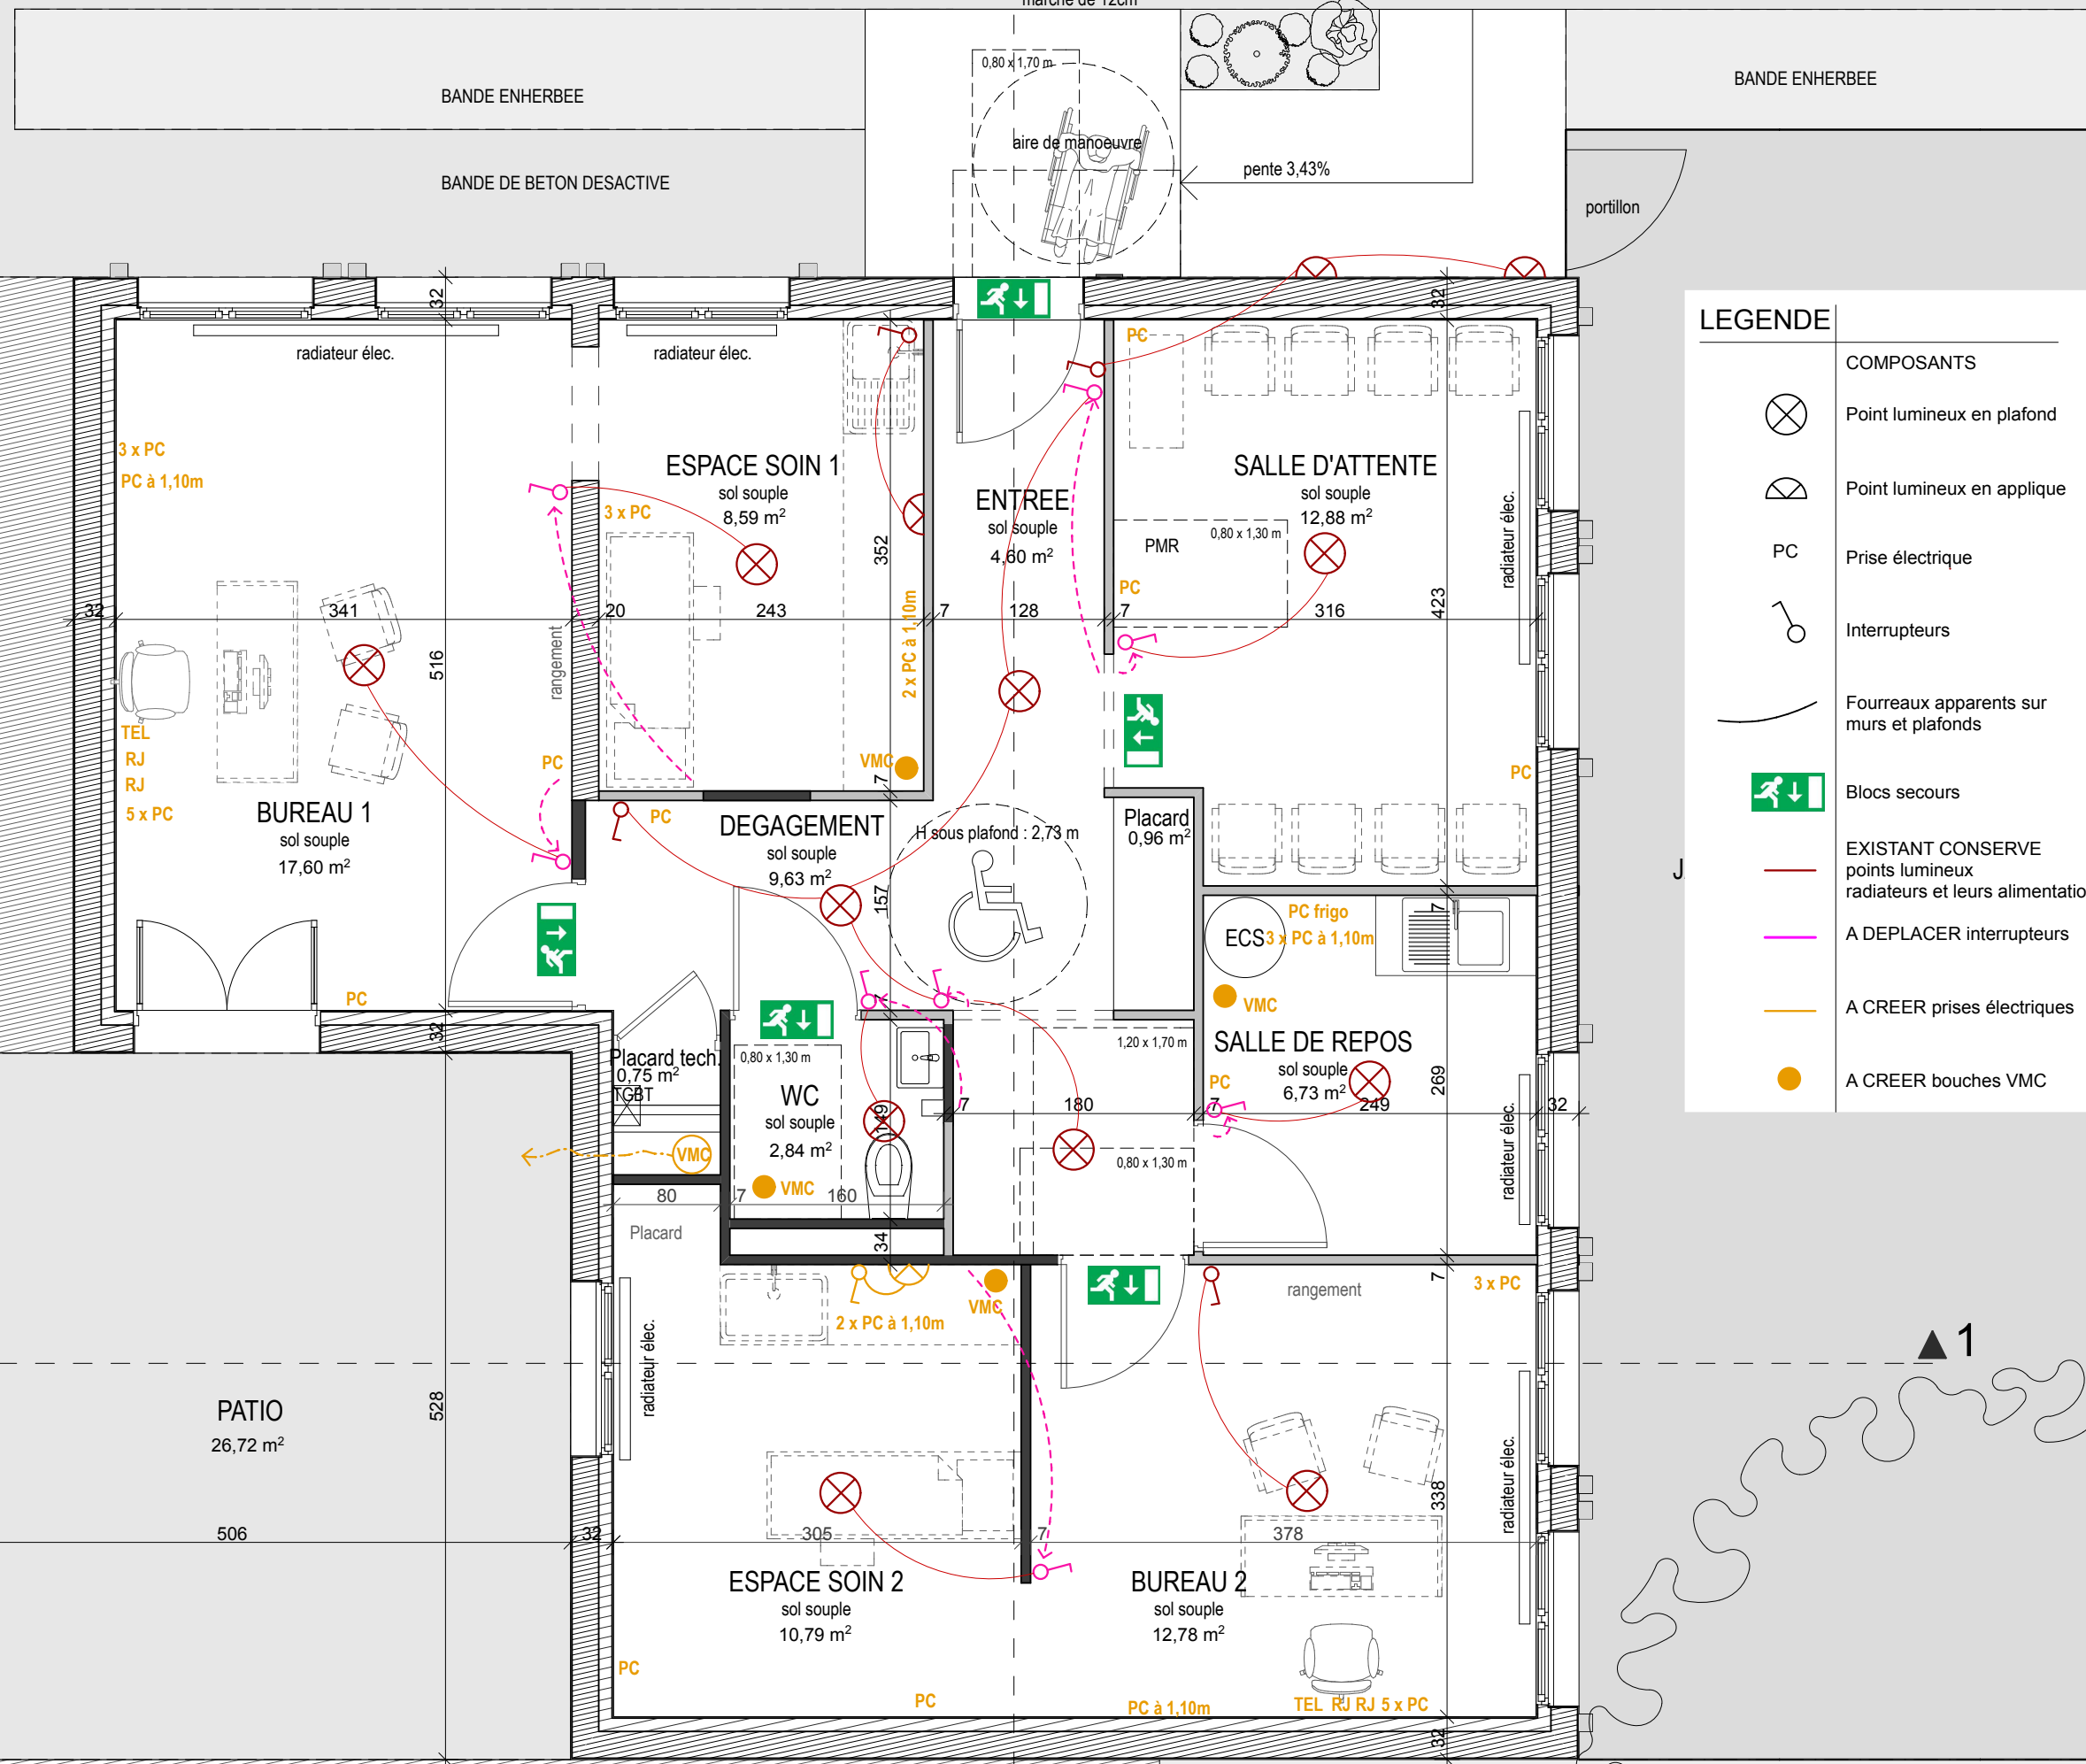 marche de 12cm
0,80 x 1,70 m
BANDE ENHERBEE
BANDE ENHERBEE
aire de manoeuvre
pente 3,43%
BANDE DE BETON DESACTIVE
portillon
32
32
radiateur élec.
radiateur élec.
PC
3 x PC
PC à 1,10m
ESPACE SOIN 1
sol souple
8,59 m²
3 x PC
352
2 x PC à 1,10m
VMC
7
ENTREE
sol souple
4,60 m²
SALLE D'ATTENTE
sol souple
12,88 m²
PMR
0,80 x 1,30 m
PC
radiateur élec.
423
32
341
20
243
7
128
7
316
516
rangement
TEL
RJ
RJ
5 x PC
PC
PC
BUREAU 1
sol souple
17,60 m²
PC
DEGAGEMENT
sol souple
9,63 m²
157
H sous plafond : 2,73 m
Placard
0,96 m²
PC
7
PC frigo
ECS
3 x PC à 1,10m
VMC
SALLE DE REPOS
sol souple
6,73 m²
PC
269
249
32
7
radiateur élec.
32
7
Placard tech.
0,75 m²
TGBT
VMC
0,80 x 1,30 m
WC
sol souple
2,84 m²
149
VMC
1,20 x 1,70 m
7
180
0,80 x 1,30 m
80
7
160
Placard
34
VMC
2 x PC à 1,10m
radiateur élec.
rangement
3 x PC
7
1
PATIO
26,72 m²
528
506
32
305
7
378
338
radiateur élec.
ESPACE SOIN 2
sol souple
10,79 m²
BUREAU 2
sol souple
12,78 m²
PC
PC
PC à 1,10m
TEL RJ RJ 5 x PC
32
J
LEGENDE
COMPOSANTS
Point lumineux en plafond
Point lumineux en applique
PC
Prise électrique
Interrupteurs
Fourreaux apparents sur
murs et plafonds
Blocs secours
EXISTANT CONSERVE
points lumineux
radiateurs et leurs alimentatio
A DEPLACER interrupteurs
A CREER prises électriques
A CREER bouches VMC